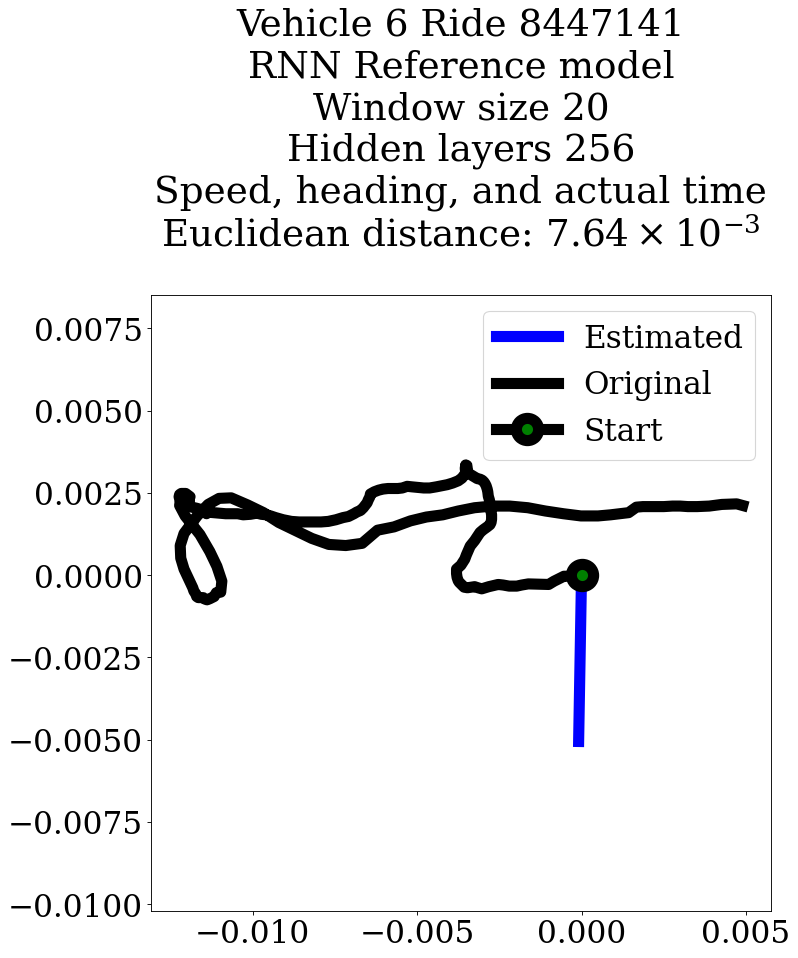 Vehicle 6 Ride 8447141
RNN Reference model
Window size 20
Hidden layers 256
Speed, heading, and actual time
Euclidean distance: 7.64 × 10⁻³
Estimated
Original
Start
0.0075
0.0050
0.0025
0.0000
−0.0025
−0.0050
−0.0075
−0.0100
−0.010
−0.005
0.000
0.005